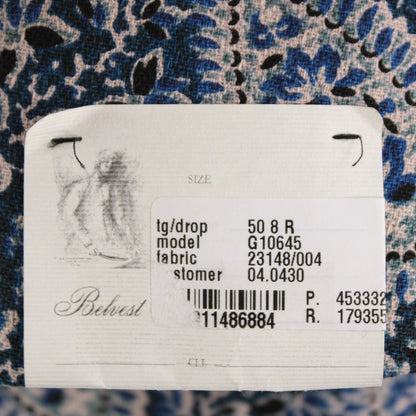 SIZE
tg/drop 50 8 R
model G10645
fabric 23148/004
stomer 04.0430
P. 453332
11486884 R. 179355
Belvest